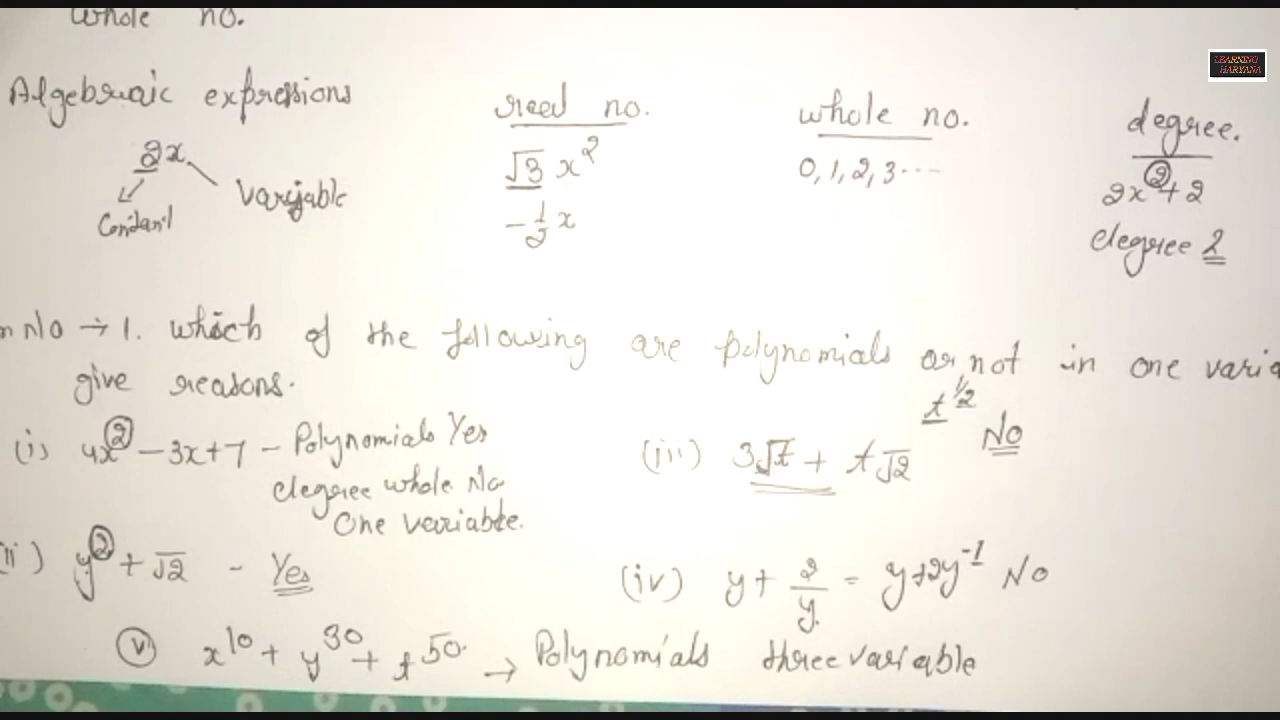 whole no.
LEARNING
HARYANA
Algebraic expressions
2x
Constant
Variable
real no.
√3 x²
-1/2 x
whole no.
0, 1, 2, 3 ....
degree.
2x² + 2
degree 2
No → 1. which of the following are polynomials or not in one
give reasons.
(i) 4x² - 3x + 7 - Polynomials Yes
degree whole No
One variable.
(iii) 3√t + t√2
t^1/2
No
(ii) y² + √2 - Yes
(iv) y + 2/y = y + 2y⁻¹ No
(v) x¹⁰ + y³⁰ + t⁵⁰ → Polynomials three variable